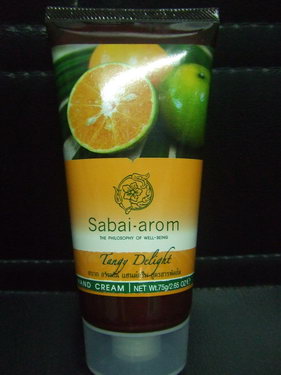 Sabai-arom
THE PHILOSOPHY OF WELL-BEING
Tangy Delight
HAND CREAM | NET Wt.75g/2.65 OZ